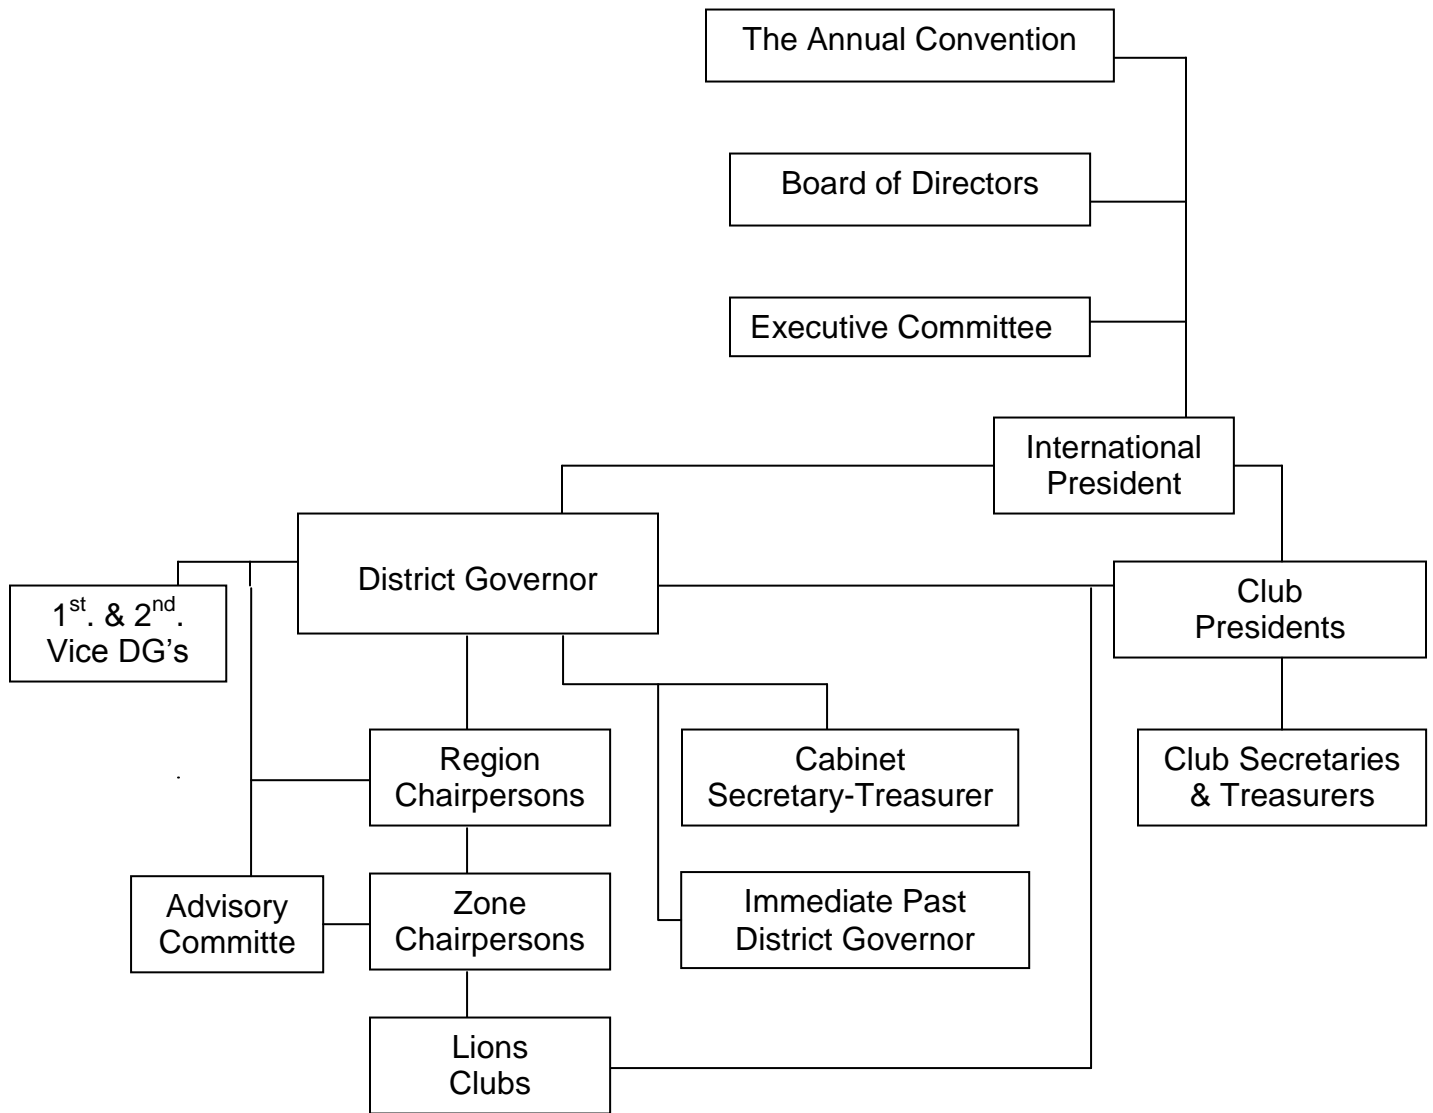 The Annual Convention
Board of Directors
Executive Committee
International
President
District Governor
1st. & 2nd.
Vice DG’s
Club
Presidents
Region
Chairpersons
Cabinet
Secretary-Treasurer
Club Secretaries
& Treasurers
Advisory
Committe
Zone
Chairpersons
Immediate Past
District Governor
Lions
Clubs